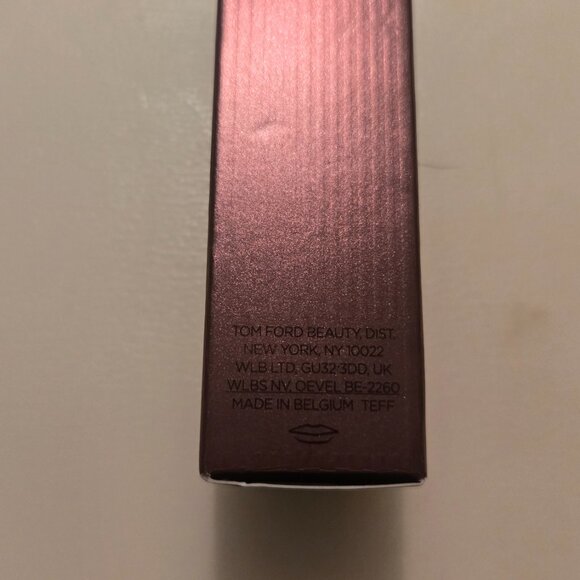 TOM FORD BEAUTY, DIST.
NEW YORK, NY 10022
WLB LTD, GU32 3DD, UK
WLBS NV, OEVEL BE-2260
MADE IN BELGIUM TEFF